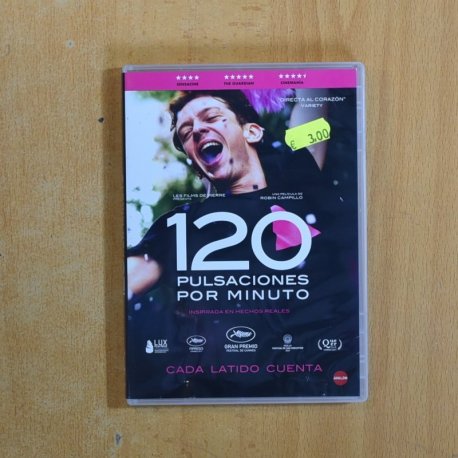 ★★★★ ★★★★★ ★★★★
SENSACINE THE GUARDIAN CINEMANÍA
"DIRECTA AL CORAZÓN"
VARIETY
€ 3,00
LES FILMS DE PIERRE
PRESENTA
UNA PELÍCULA DE
ROBIN CAMPILLO
120
PULSACIONES
POR MINUTO
INSPIRADA EN HECHOS REALES
LUX
GRAN PREMIO
FESTIVAL DE CANNES
CADA LATIDO CUENTA